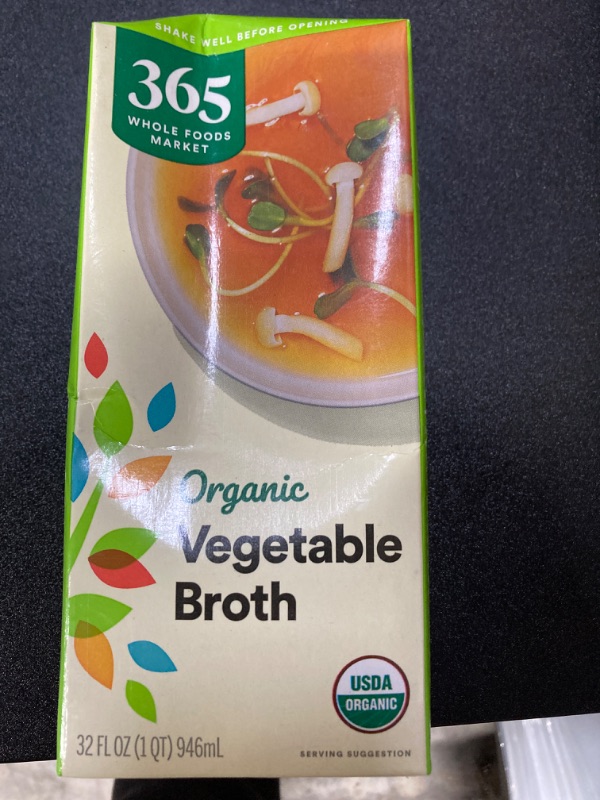 SHAKE WELL BEFORE OPENING
365
WHOLE FOODS
MARKET
Organic
Vegetable
Broth
USDA
ORGANIC
32 FL OZ (1 QT) 946mL
SERVING SUGGESTION